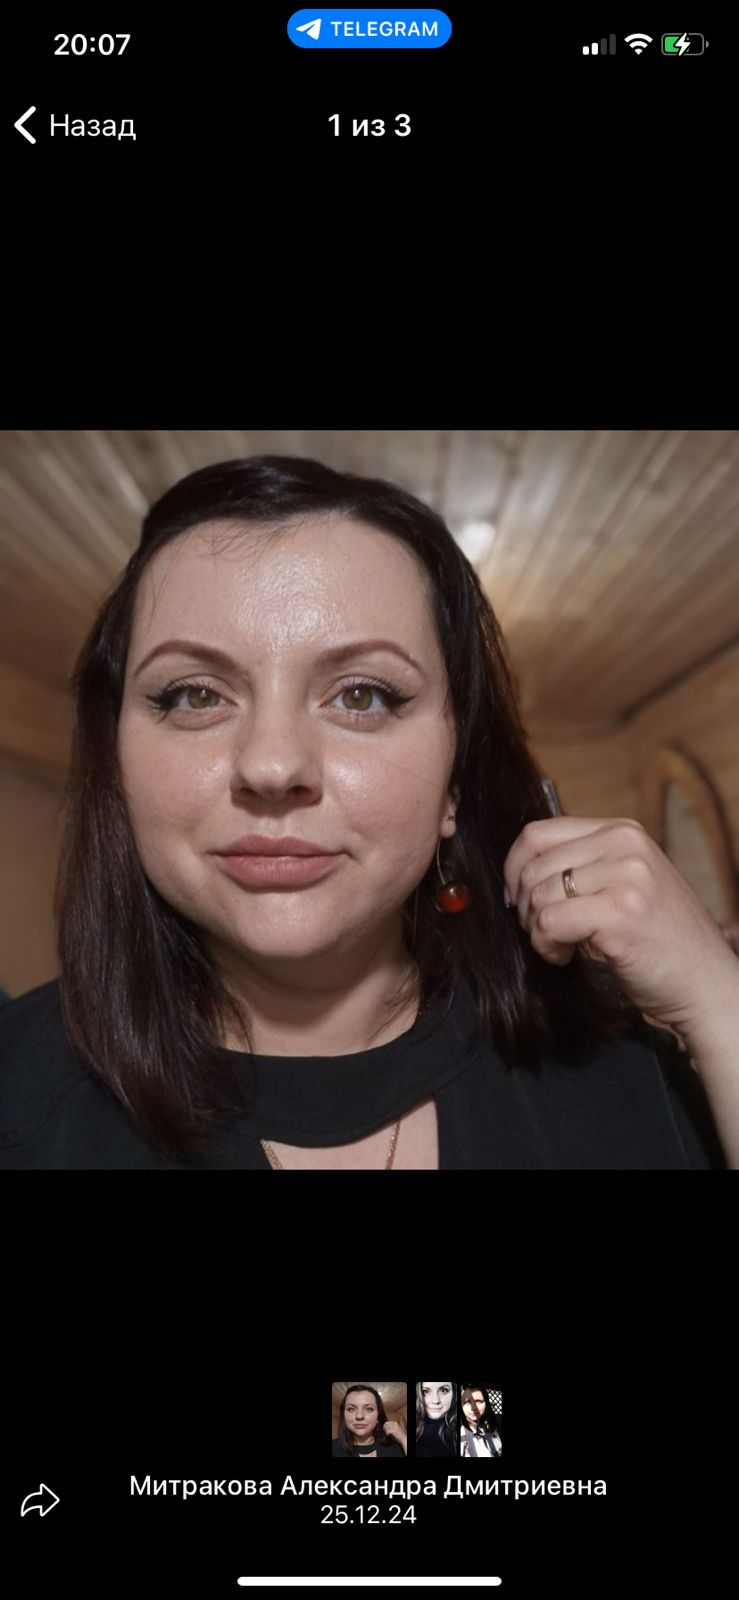 20:07
TELEGRAM
Назад
1 из 3
Митракова Александра Дмитриевна
25.12.24